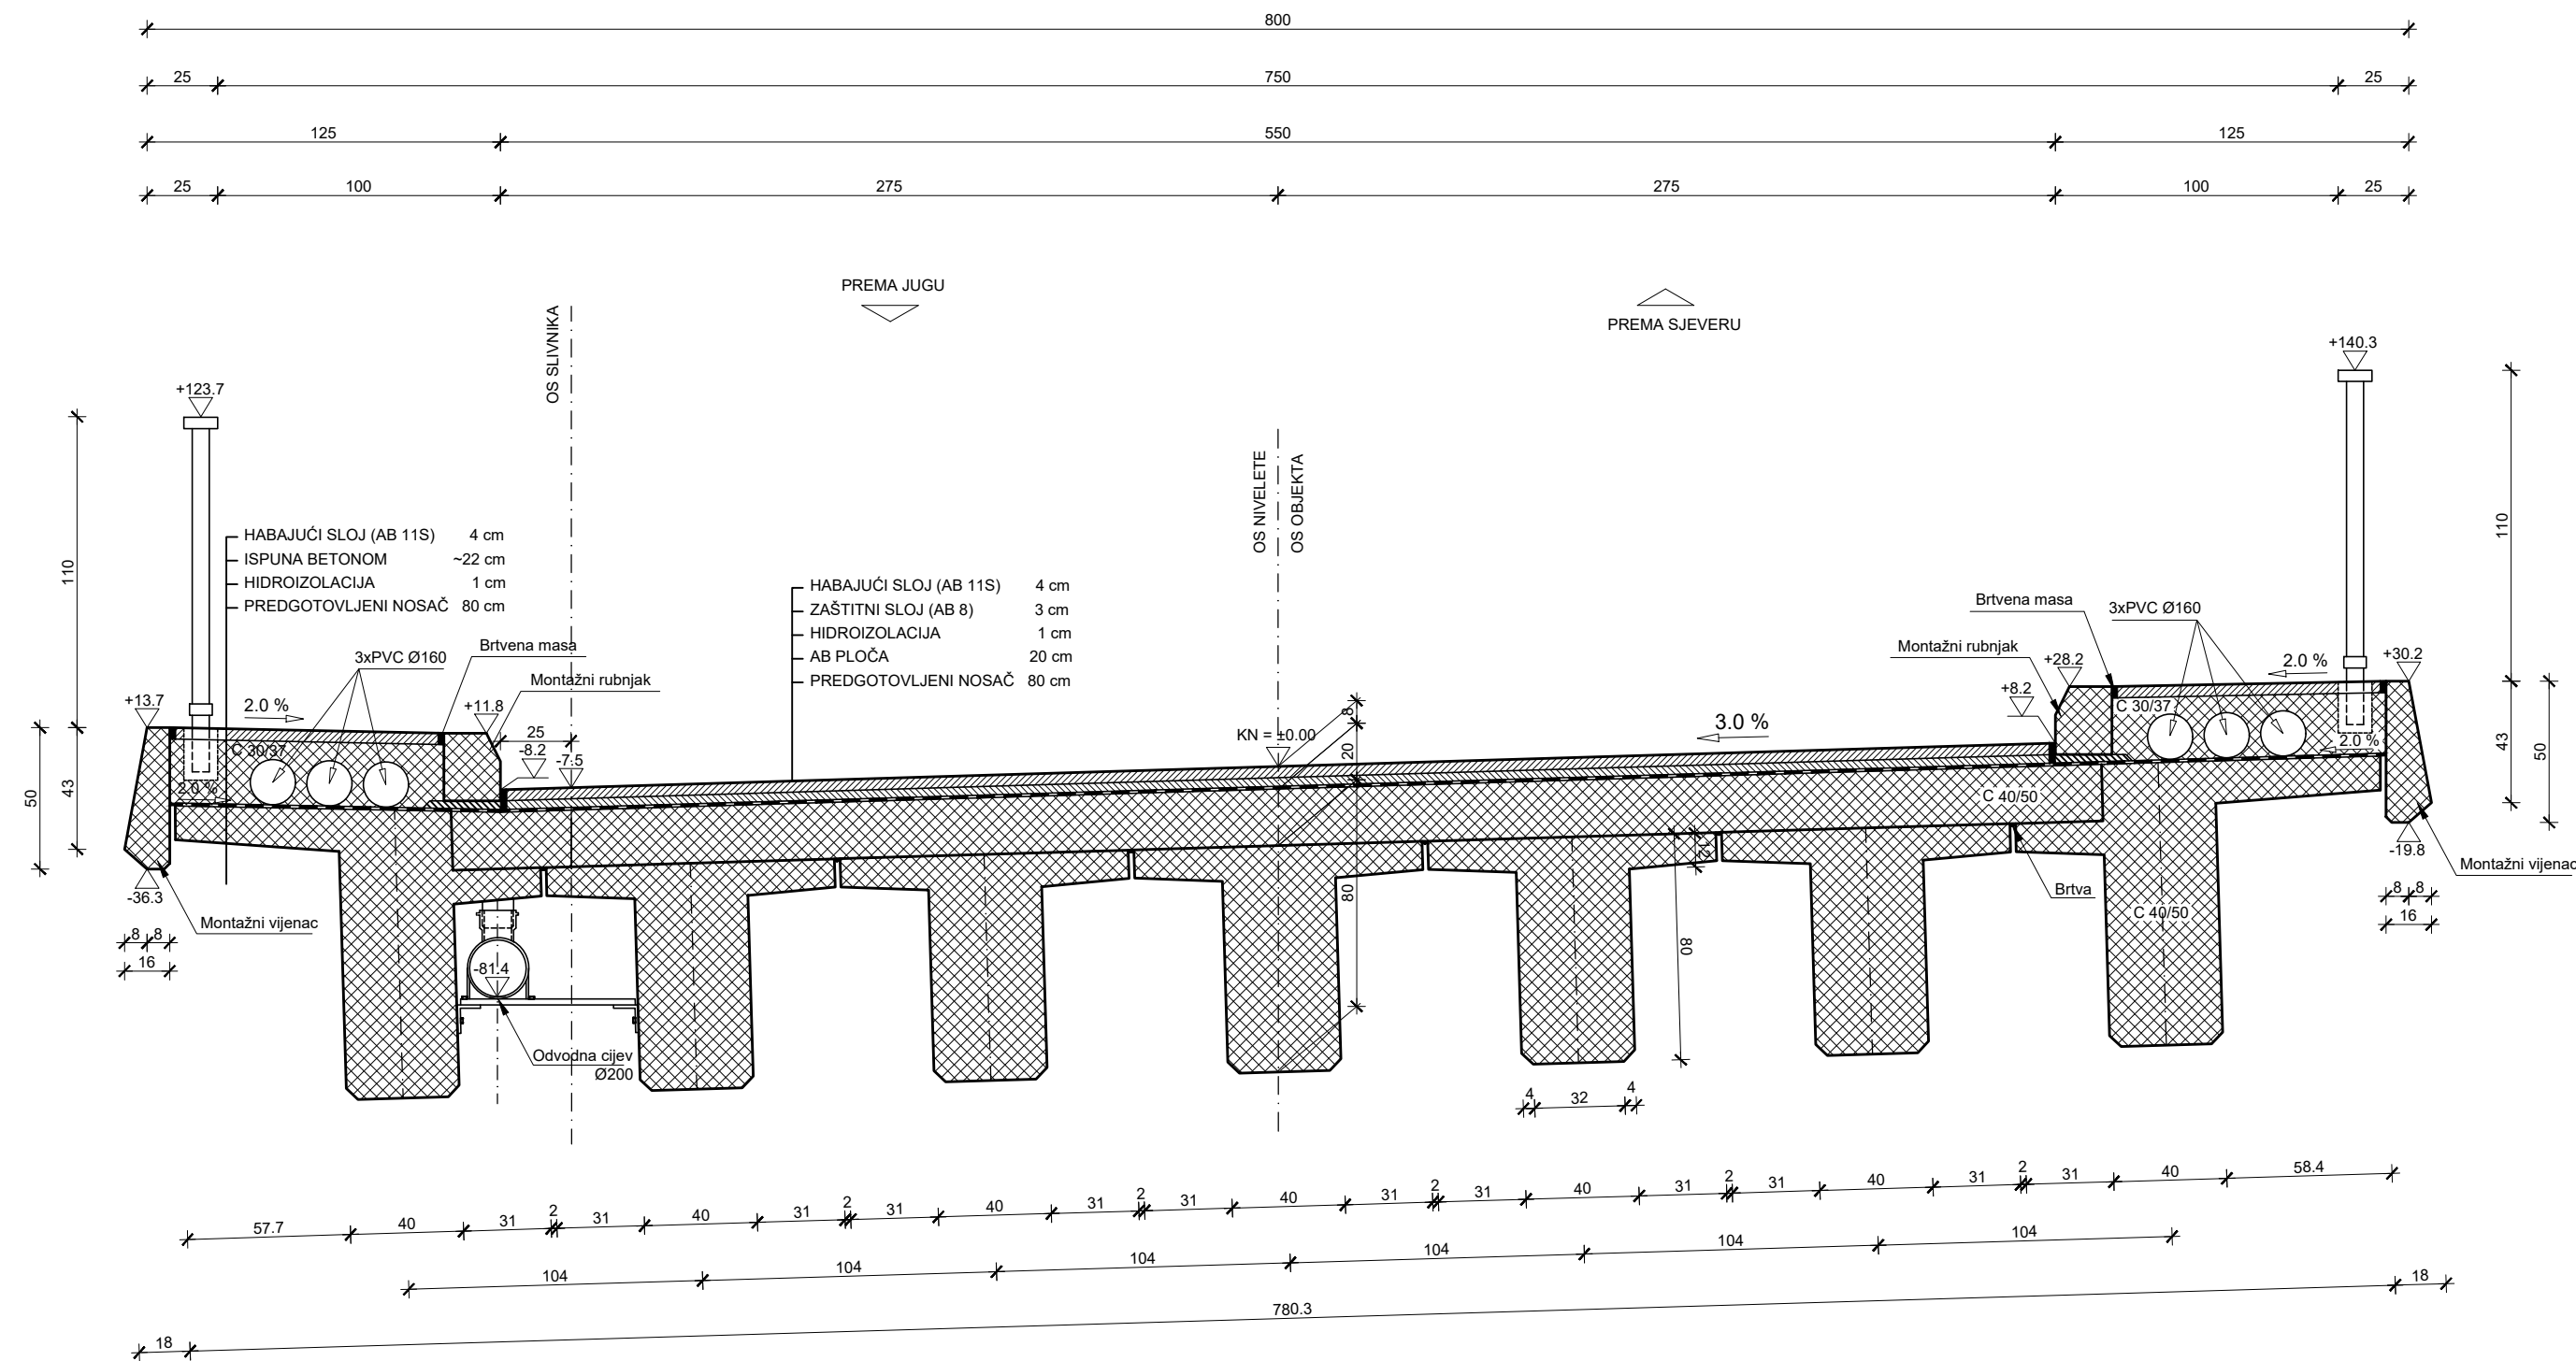 800
25 750 25
125 550 125
25 100 275 275 100 25
PREMA JUGU
PREMA SJEVERU
OS SLIVNIKA
OS NIVELETE
OS OBJEKTA
+123.7
+140.3
110
110
HABAJUĆI SLOJ (AB 11S) 4 cm
ISPUNA BETONOM ~22 cm
HIDROIZOLACIJA 1 cm
PREDGOTOVLJENI NOSAČ 80 cm
HABAJUĆI SLOJ (AB 11S) 4 cm
ZAŠTITNI SLOJ (AB 8) 3 cm
HIDROIZOLACIJA 1 cm
AB PLOČA 20 cm
PREDGOTOVLJENI NOSAČ 80 cm
Brtvena masa
3xPVC Ø160
Montažni rubnjak
Brtvena masa
3xPVC Ø160
Montažni rubnjak
+13.7
2.0 %
+11.8
25
-8.2
-7.5
C 30/37
2.0 %
KN = ±0.00
8
20
80
3.0 %
+28.2
+8.2
2.0 %
+30.2
C 30/37
2.0 %
C 40/50
50
43
43
50
-36.3
Montažni vijenac
8 8
16
-81.4
Odvodna cijev
Ø200
12
80
Brtva
C 40/50
-19.8
Montažni vijenac
8 8
16
4 32 4
57.7 40 31 2 31 40 31 2 31 40 31 2 31 40 31 2 31 40 31 2 31 40 31 2 31 40 58.4
104 104 104 104 104 104
18 780.3 18